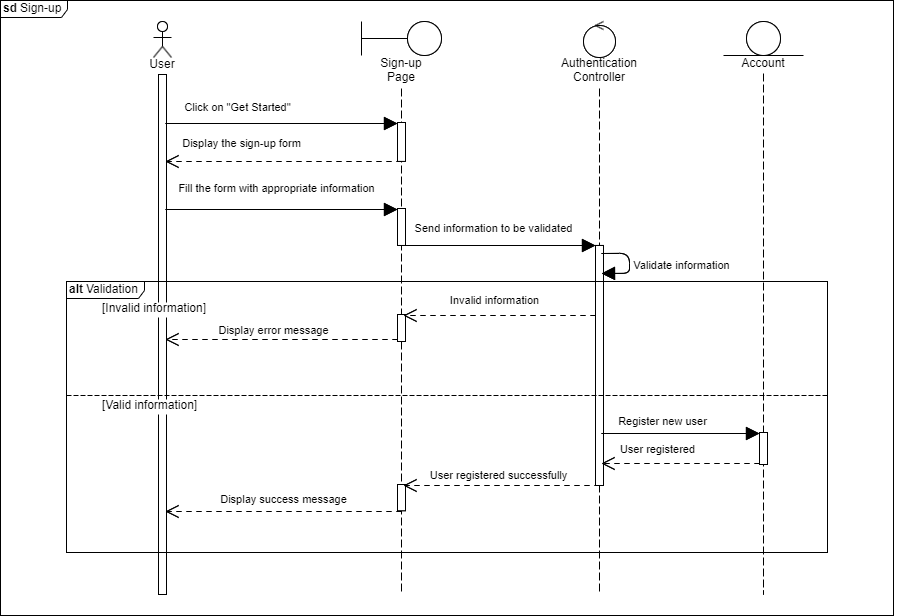 sd Sign-up
User
Sign-up
Page
Authentication
Controller
Account
Click on "Get Started"
Display the sign-up form
Fill the form with appropriate information
Send information to be validated
Validate information
alt Validation
[Invalid information]
Invalid information
Display error message
[Valid information]
Register new user
User registered
User registered successfully
Display success message